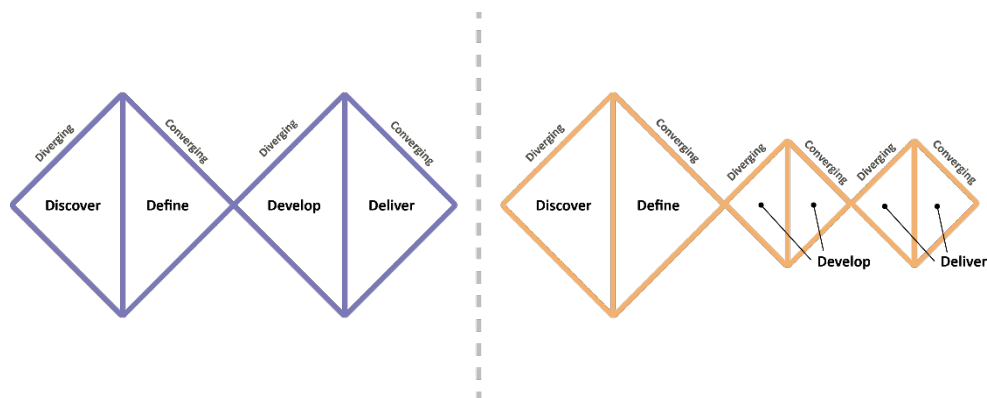 Diverging
Converging
Diverging
Converging
Discover
Define
Develop
Deliver
Diverging
Converging
Diverging
Converging
Diverging
Converging
Discover
Define
Develop
Deliver